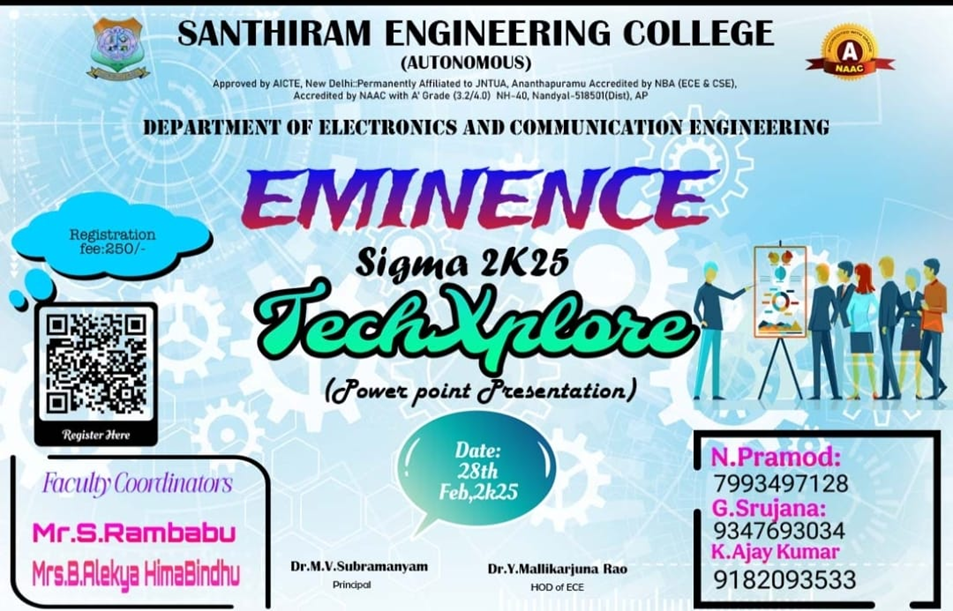 SANTHIRAM ENGINEERING COLLEGE
(AUTONOMOUS)
Approved by AICTE, New Delhi::Permanently Affiliated to JNTUA, Ananthapuramu Accredited by NBA (ECE & CSE),
Accredited by NAAC with A' Grade (3.2/4.0) NH-40, Nandyal-518501(Dist), AP
A
NAAC
DEPARTMENT OF ELECTRONICS AND COMMUNICATION ENGINEERING
EMINENCE
Sigma 2K25
TechXplore
(Power point Presentation)
Registration
fee:250/-
Register Here
Date:
28th
Feb,2k25
Faculty Coordinators
Mr.S.Rambabu
Mrs.B.Alekya HimaBindhu
Dr.M.V.Subramanyam
Principal
Dr.Y.Mallikarjuna Rao
HOD of ECE
N.Pramod:
7993497128
G.Srujana:
9347693034
K.Ajay Kumar
9182093533